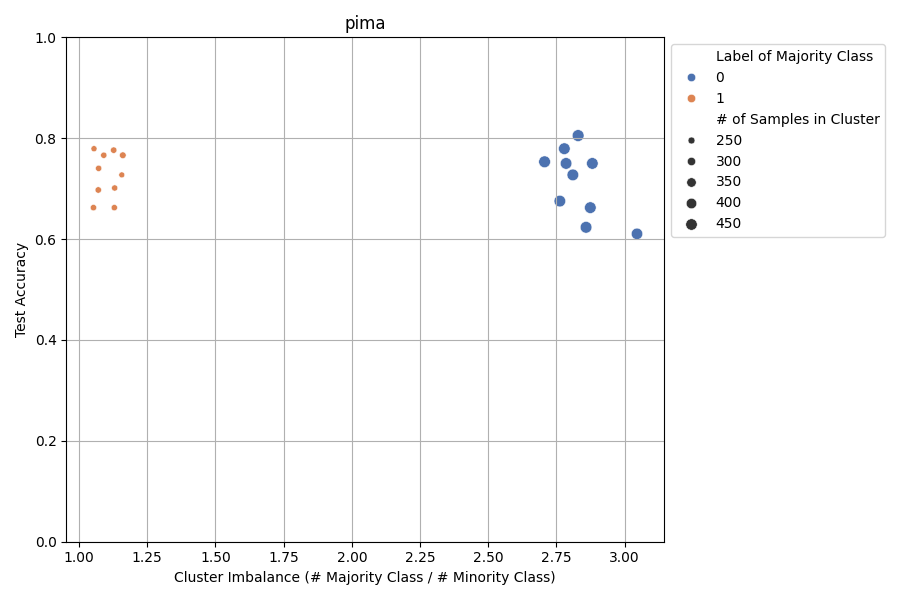 pima
1.0
0.8
0.6
0.4
0.2
0.0
Test Accuracy
1.00 1.25 1.50 1.75 2.00 2.25 2.50 2.75 3.00
Cluster Imbalance (# Majority Class / # Minority Class)
Label of Majority Class
0
1
# of Samples in Cluster
250
300
350
400
450